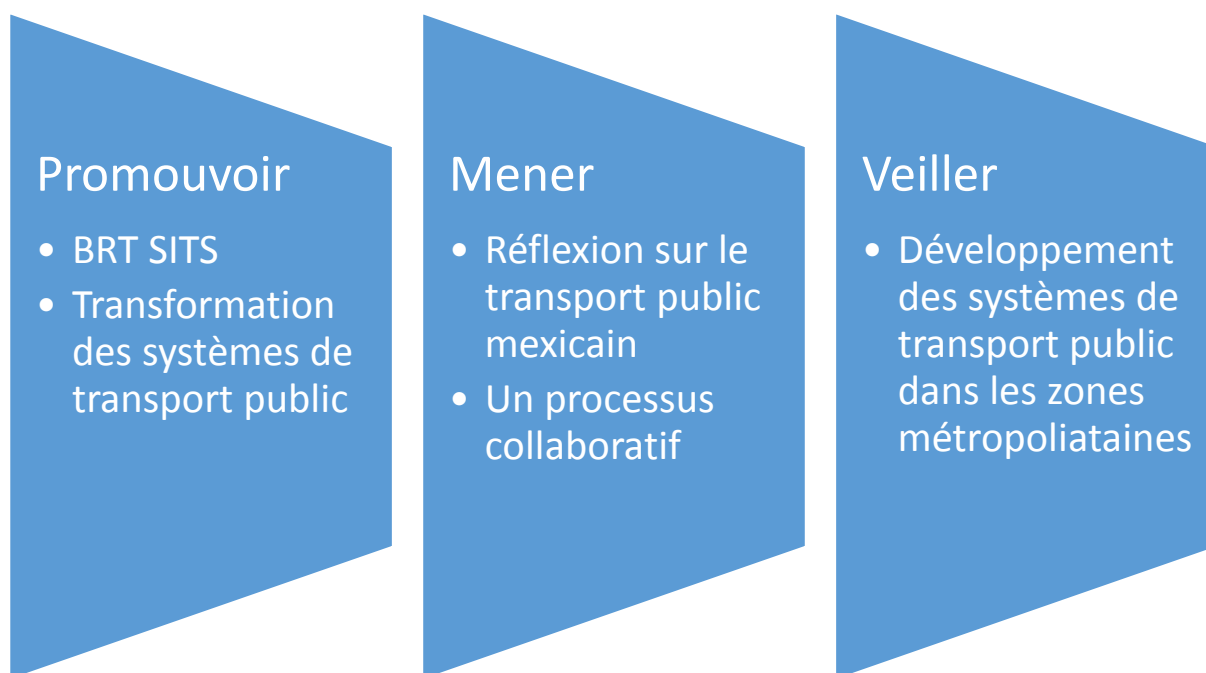 Promouvoir
• BRT SITS
• Transformation
des systèmes de
transport public
Mener
• Réflexion sur le
transport public
mexicain
• Un processus
collaboratif
Veiller
• Développement
des systèmes de
transport public
dans les zones
métropoliataines